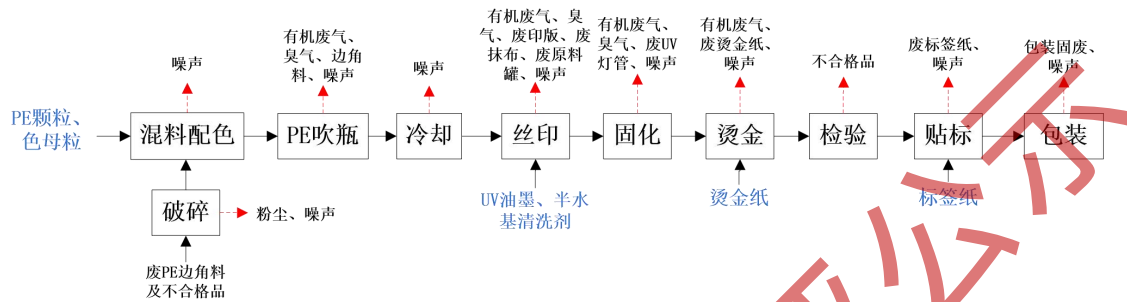 有机废气、臭
气、废印版、废
抹布、废原料
罐、噪声
有机废气、
臭气、边角
料、噪声
有机废气、
臭气、废UV
灯管、噪声
有机废气、
废烫金纸、
噪声
噪声
噪声
不合格品
废标签纸、
噪声
包装固废、
噪声
PE颗粒、
色母粒
混料配色
PE吹瓶
冷却
丝印
固化
烫金
检验
贴标
包装
破碎
粉尘、噪声
UV油墨、半水
基清洗剂
烫金纸
标签纸
废PE边角料
及不合格品
公示